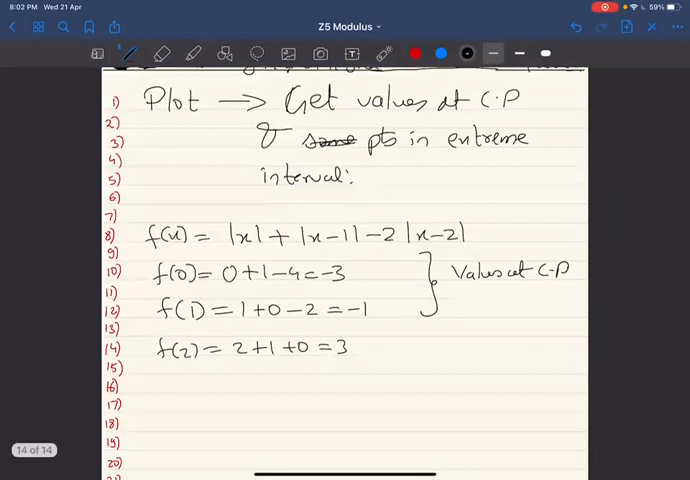 8:02 PM Wed 21 Apr
59%
Z5 Modulus
1) Plot → Get values at C.P
2)
3) & some pts in extreme
4)
5) interval:
6)
7)
8) f(x) = |x| + |x-1| -2 |x-2|
9)
10) f(0) = 0+1-4 = -3 } Values at C.P
11)
12) f(1) = 1+0-2 = -1
13)
14) f(2) = 2+1+0 = 3
15)
16)
17)
18)
19)
20)
14 of 14